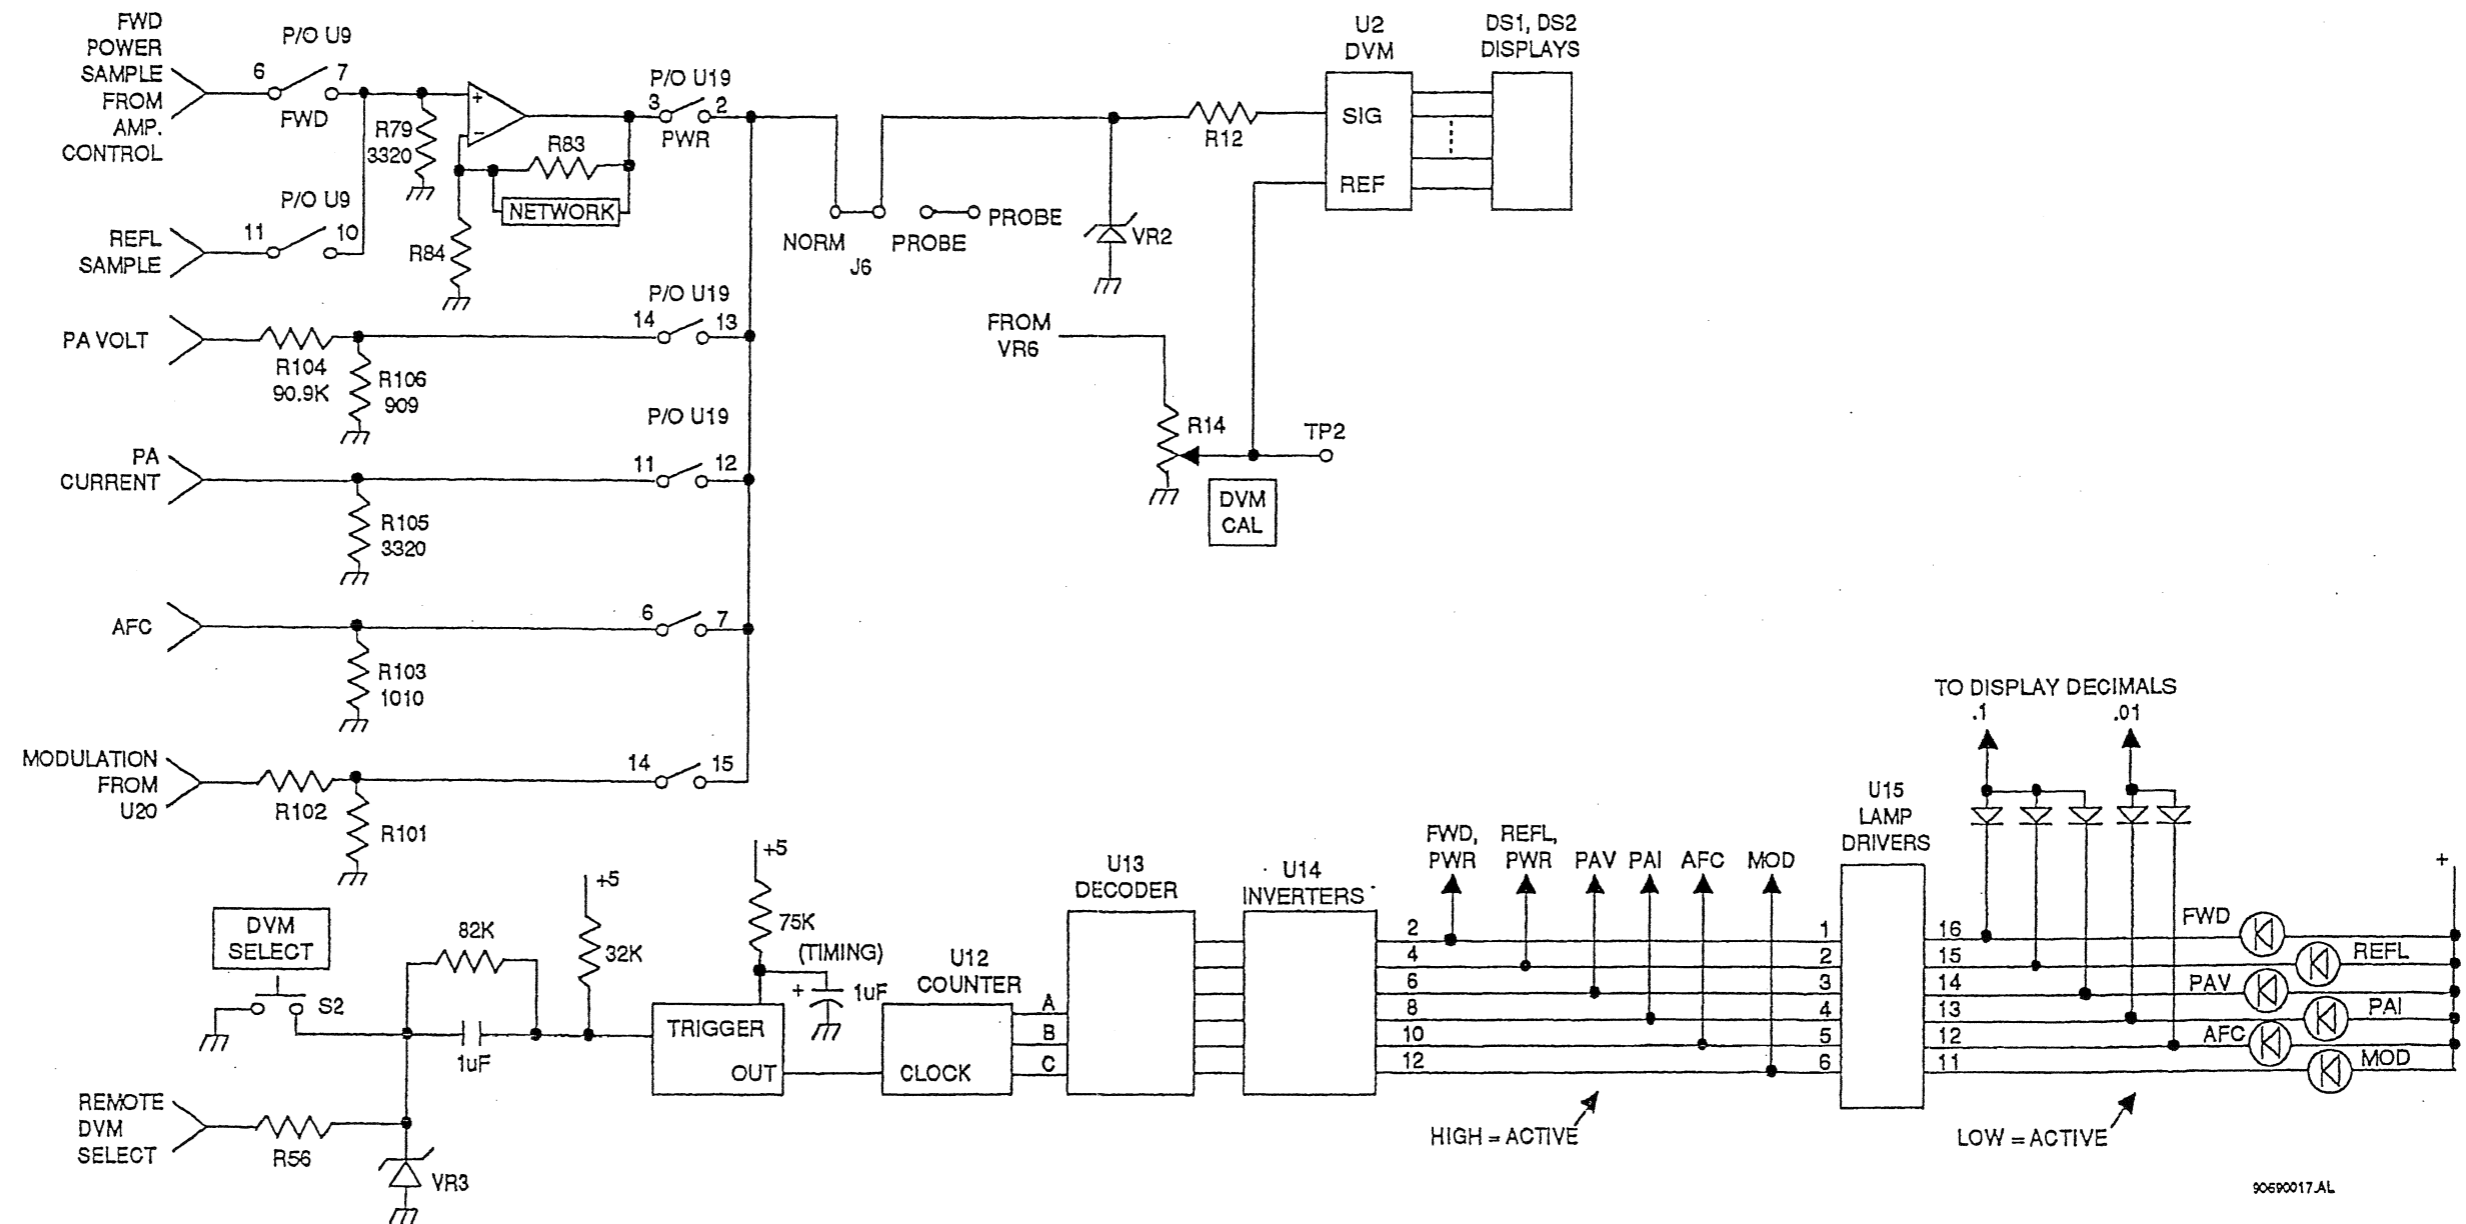 FWD
POWER
SAMPLE
FROM
AMP.
CONTROL
P/O U9
6
7
FWD
R79
3320
+
−
R83
NETWORK
R84
P/O U19
3
2
PWR
REFL
SAMPLE
P/O U9
11
10
NORM
J6
PROBE
PROBE
VR2
R12
U2
DVM
SIG
REF
DS1, DS2
DISPLAYS
PA VOLT
R104
90.9K
R106
909
P/O U19
14
13
FROM
VR6
R14
TP2
DVM
CAL
PA
CURRENT
R105
3320
P/O U19
11
12
AFC
R103
1010
6
7
MODULATION
FROM
U20
R102
R101
14
15
DVM
SELECT
S2
82K
1uF
+5
32K
+5
75K
(TIMING)
+
1uF
TRIGGER
OUT
U12
COUNTER
CLOCK
A
B
C
U13
DECODER
U14
INVERTERS
FWD,
PWR
REFL,
PWR
PAV
PAI
AFC
MOD
2
4
6
8
10
12
1
2
3
4
5
6
HIGH = ACTIVE
U15
LAMP
DRIVERS
TO DISPLAY DECIMALS
.1
.01
16
15
14
13
12
11
FWD
REFL
PAV
PAI
AFC
MOD
+
LOW = ACTIVE
REMOTE
DVM
SELECT
R56
VR3
90690017.AL